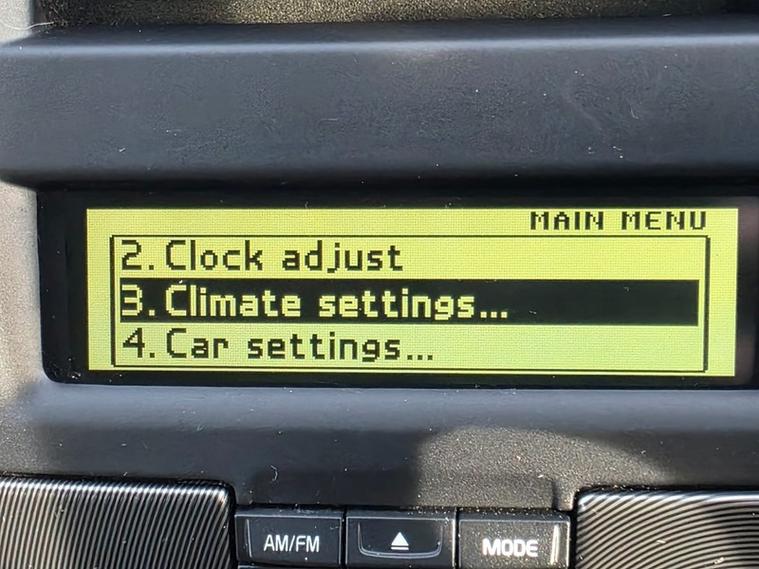 MAIN MENU
2. Clock adjust
3. Climate settings...
4. Car settings...
AM/FM
MODE